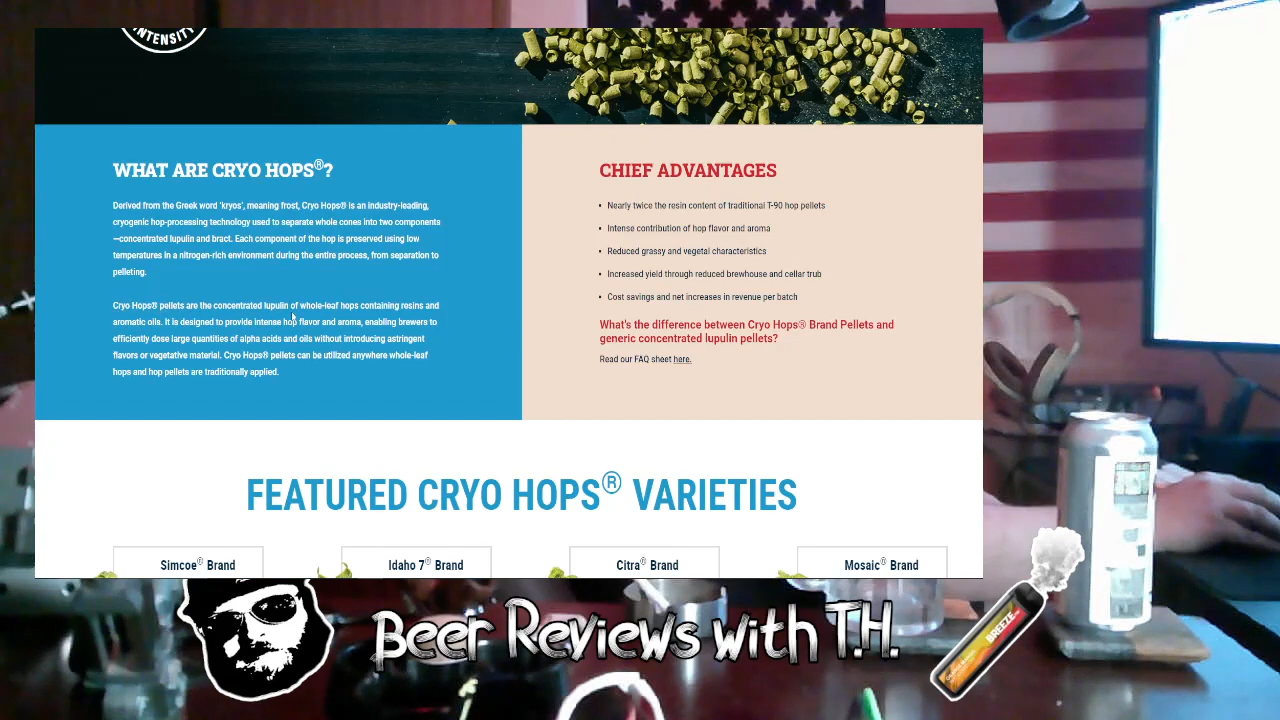 INTENSITY
WHAT ARE CRYO HOPS®?
Derived from the Greek word 'kryos', meaning frost, Cryo Hops® is an industry-leading,
cryogenic hop-processing technology used to separate whole cones into two components
—concentrated lupulin and bract. Each component of the hop is preserved using low
temperatures in a nitrogen-rich environment during the entire process, from separation to
pelleting.
Cryo Hops® pellets are the concentrated lupulin of whole-leaf hops containing resins and
aromatic oils. It is designed to provide intense hop flavor and aroma, enabling brewers to
efficiently dose large quantities of alpha acids and oils without introducing astringent
flavors or vegetative material. Cryo Hops® pellets can be utilized anywhere whole-leaf
hops and hop pellets are traditionally applied.
CHIEF ADVANTAGES
• Nearly twice the resin content of traditional T-90 hop pellets
• Intense contribution of hop flavor and aroma
• Reduced grassy and vegetal characteristics
• Increased yield through reduced brewhouse and cellar trub
• Cost savings and net increases in revenue per batch
What's the difference between Cryo Hops® Brand Pellets and
generic concentrated lupulin pellets?
Read our FAQ sheet here.
FEATURED CRYO HOPS® VARIETIES
Simcoe® Brand
Idaho 7® Brand
Citra® Brand
Mosaic® Brand
Beer Reviews with T.H.
BREEZE